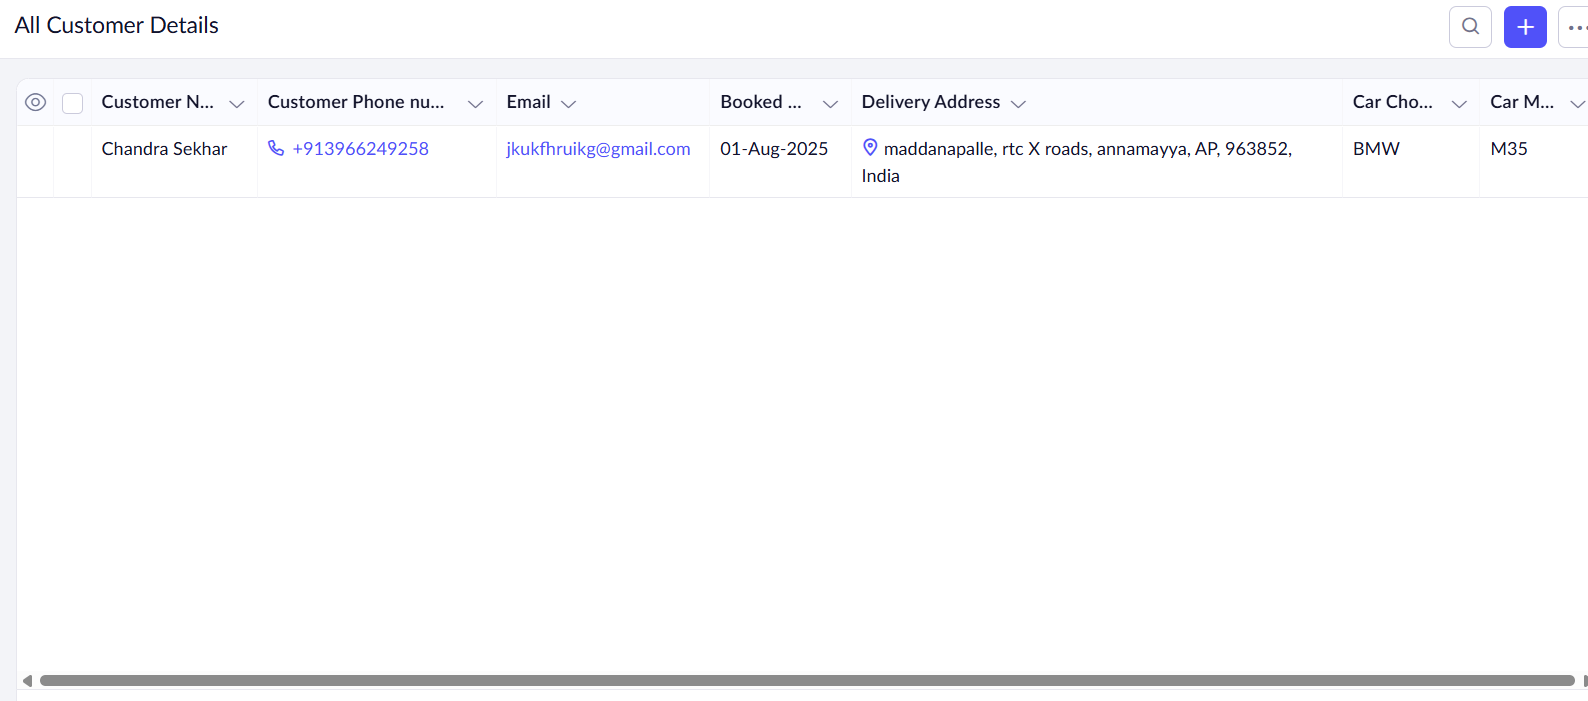 All Customer Details
Customer N... Customer Phone nu... Email Booked ... Delivery Address Car Cho... Car M...
Chandra Sekhar +913966249258 jkukfhruikg@gmail.com 01-Aug-2025 maddanapalle, rtc X roads, annamayya, AP, 963852, BMW M35
India